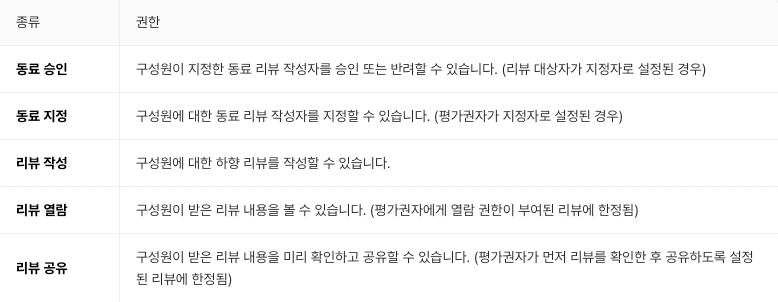 종류 권한
동료 승인 구성원이 지정한 동료 리뷰 작성자를 승인 또는 반려할 수 있습니다. (리뷰 대상자가 지정자로 설정된 경우)
동료 지정 구성원에 대한 동료 리뷰 작성자를 지정할 수 있습니다. (평가권자가 지정자로 설정된 경우)
리뷰 작성 구성원에 대한 하향 리뷰를 작성할 수 있습니다.
리뷰 열람 구성원이 받은 리뷰 내용을 볼 수 있습니다. (평가권자에게 열람 권한이 부여된 리뷰에 한정됨)
리뷰 공유 구성원이 받은 리뷰 내용을 미리 확인하고 공유할 수 있습니다. (평가권자가 먼저 리뷰를 확인한 후 공유하도록 설정
된 리뷰에 한정됨)